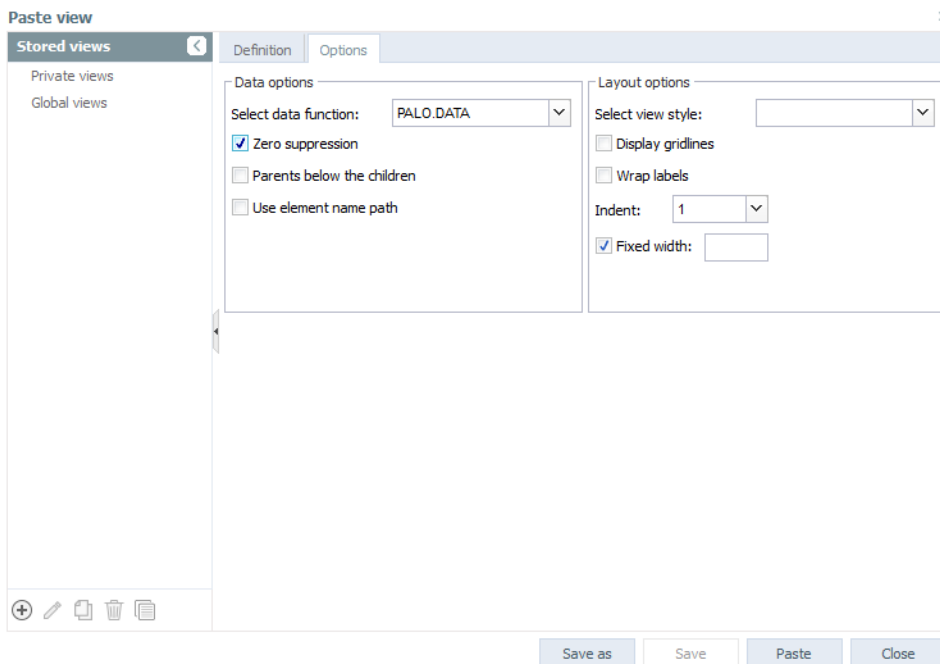 Paste view
Stored views
Private views
Global views
Definition
Options
Data options
Select data function: PALO.DATA
Zero suppression
Parents below the children
Use element name path
Layout options
Select view style:
Display gridlines
Wrap labels
Indent: 1
Fixed width:
Save as
Save
Paste
Close